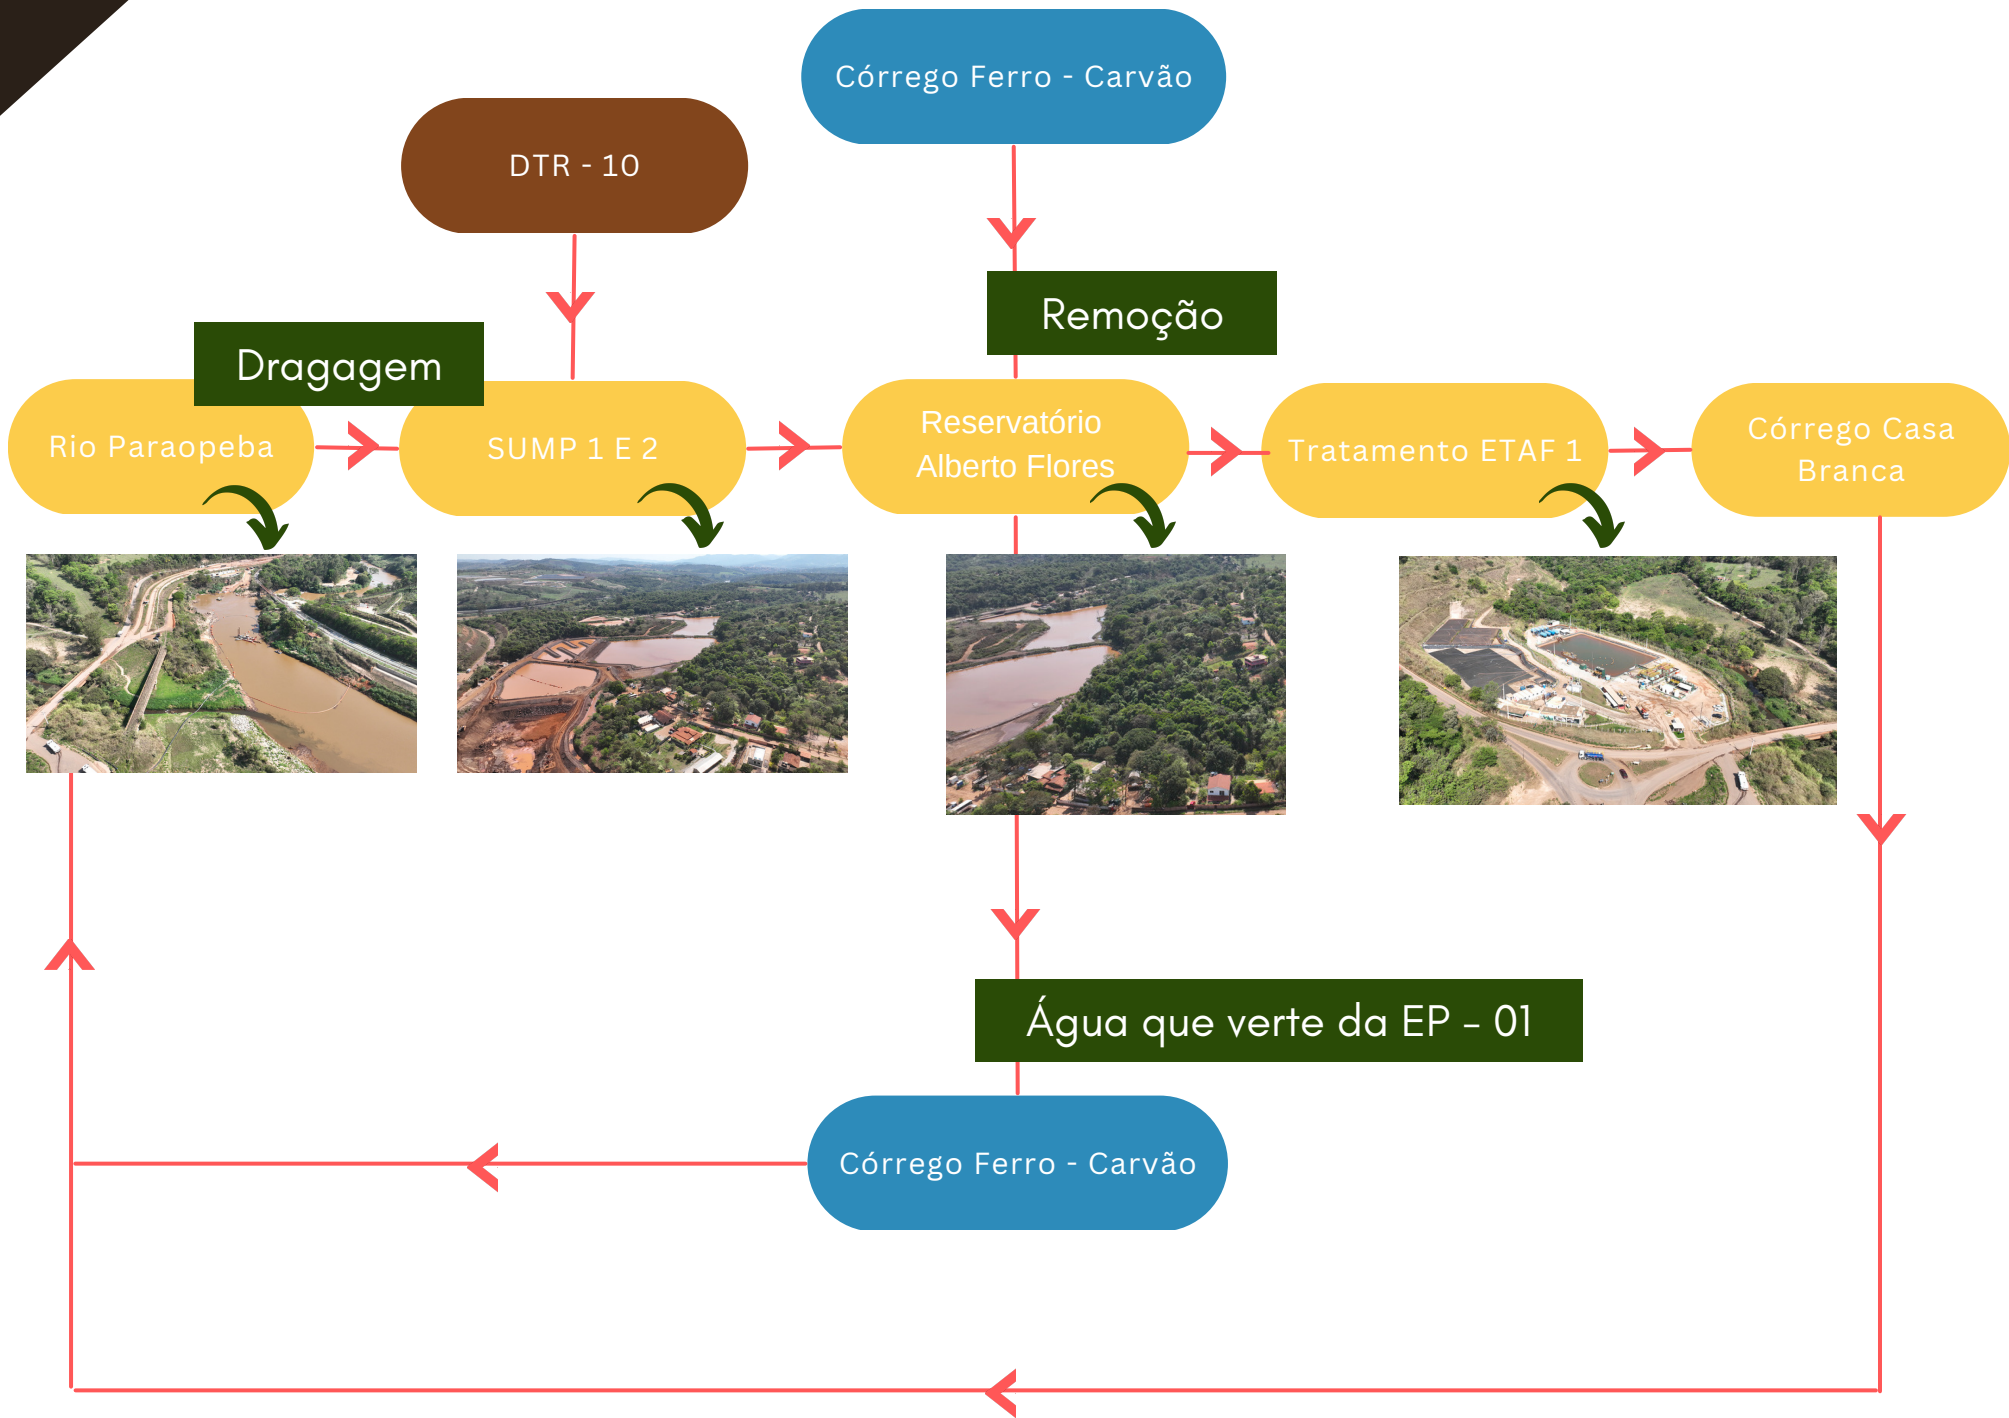 Córrego Ferro - Carvão
DTR - 10
Remoção
Dragagem
Rio Paraopeba
SUMP 1 E 2
Reservatório
Alberto Flores
Tratamento ETAF 1
Córrego Casa
Branca
Água que verte da EP - 01
Córrego Ferro - Carvão